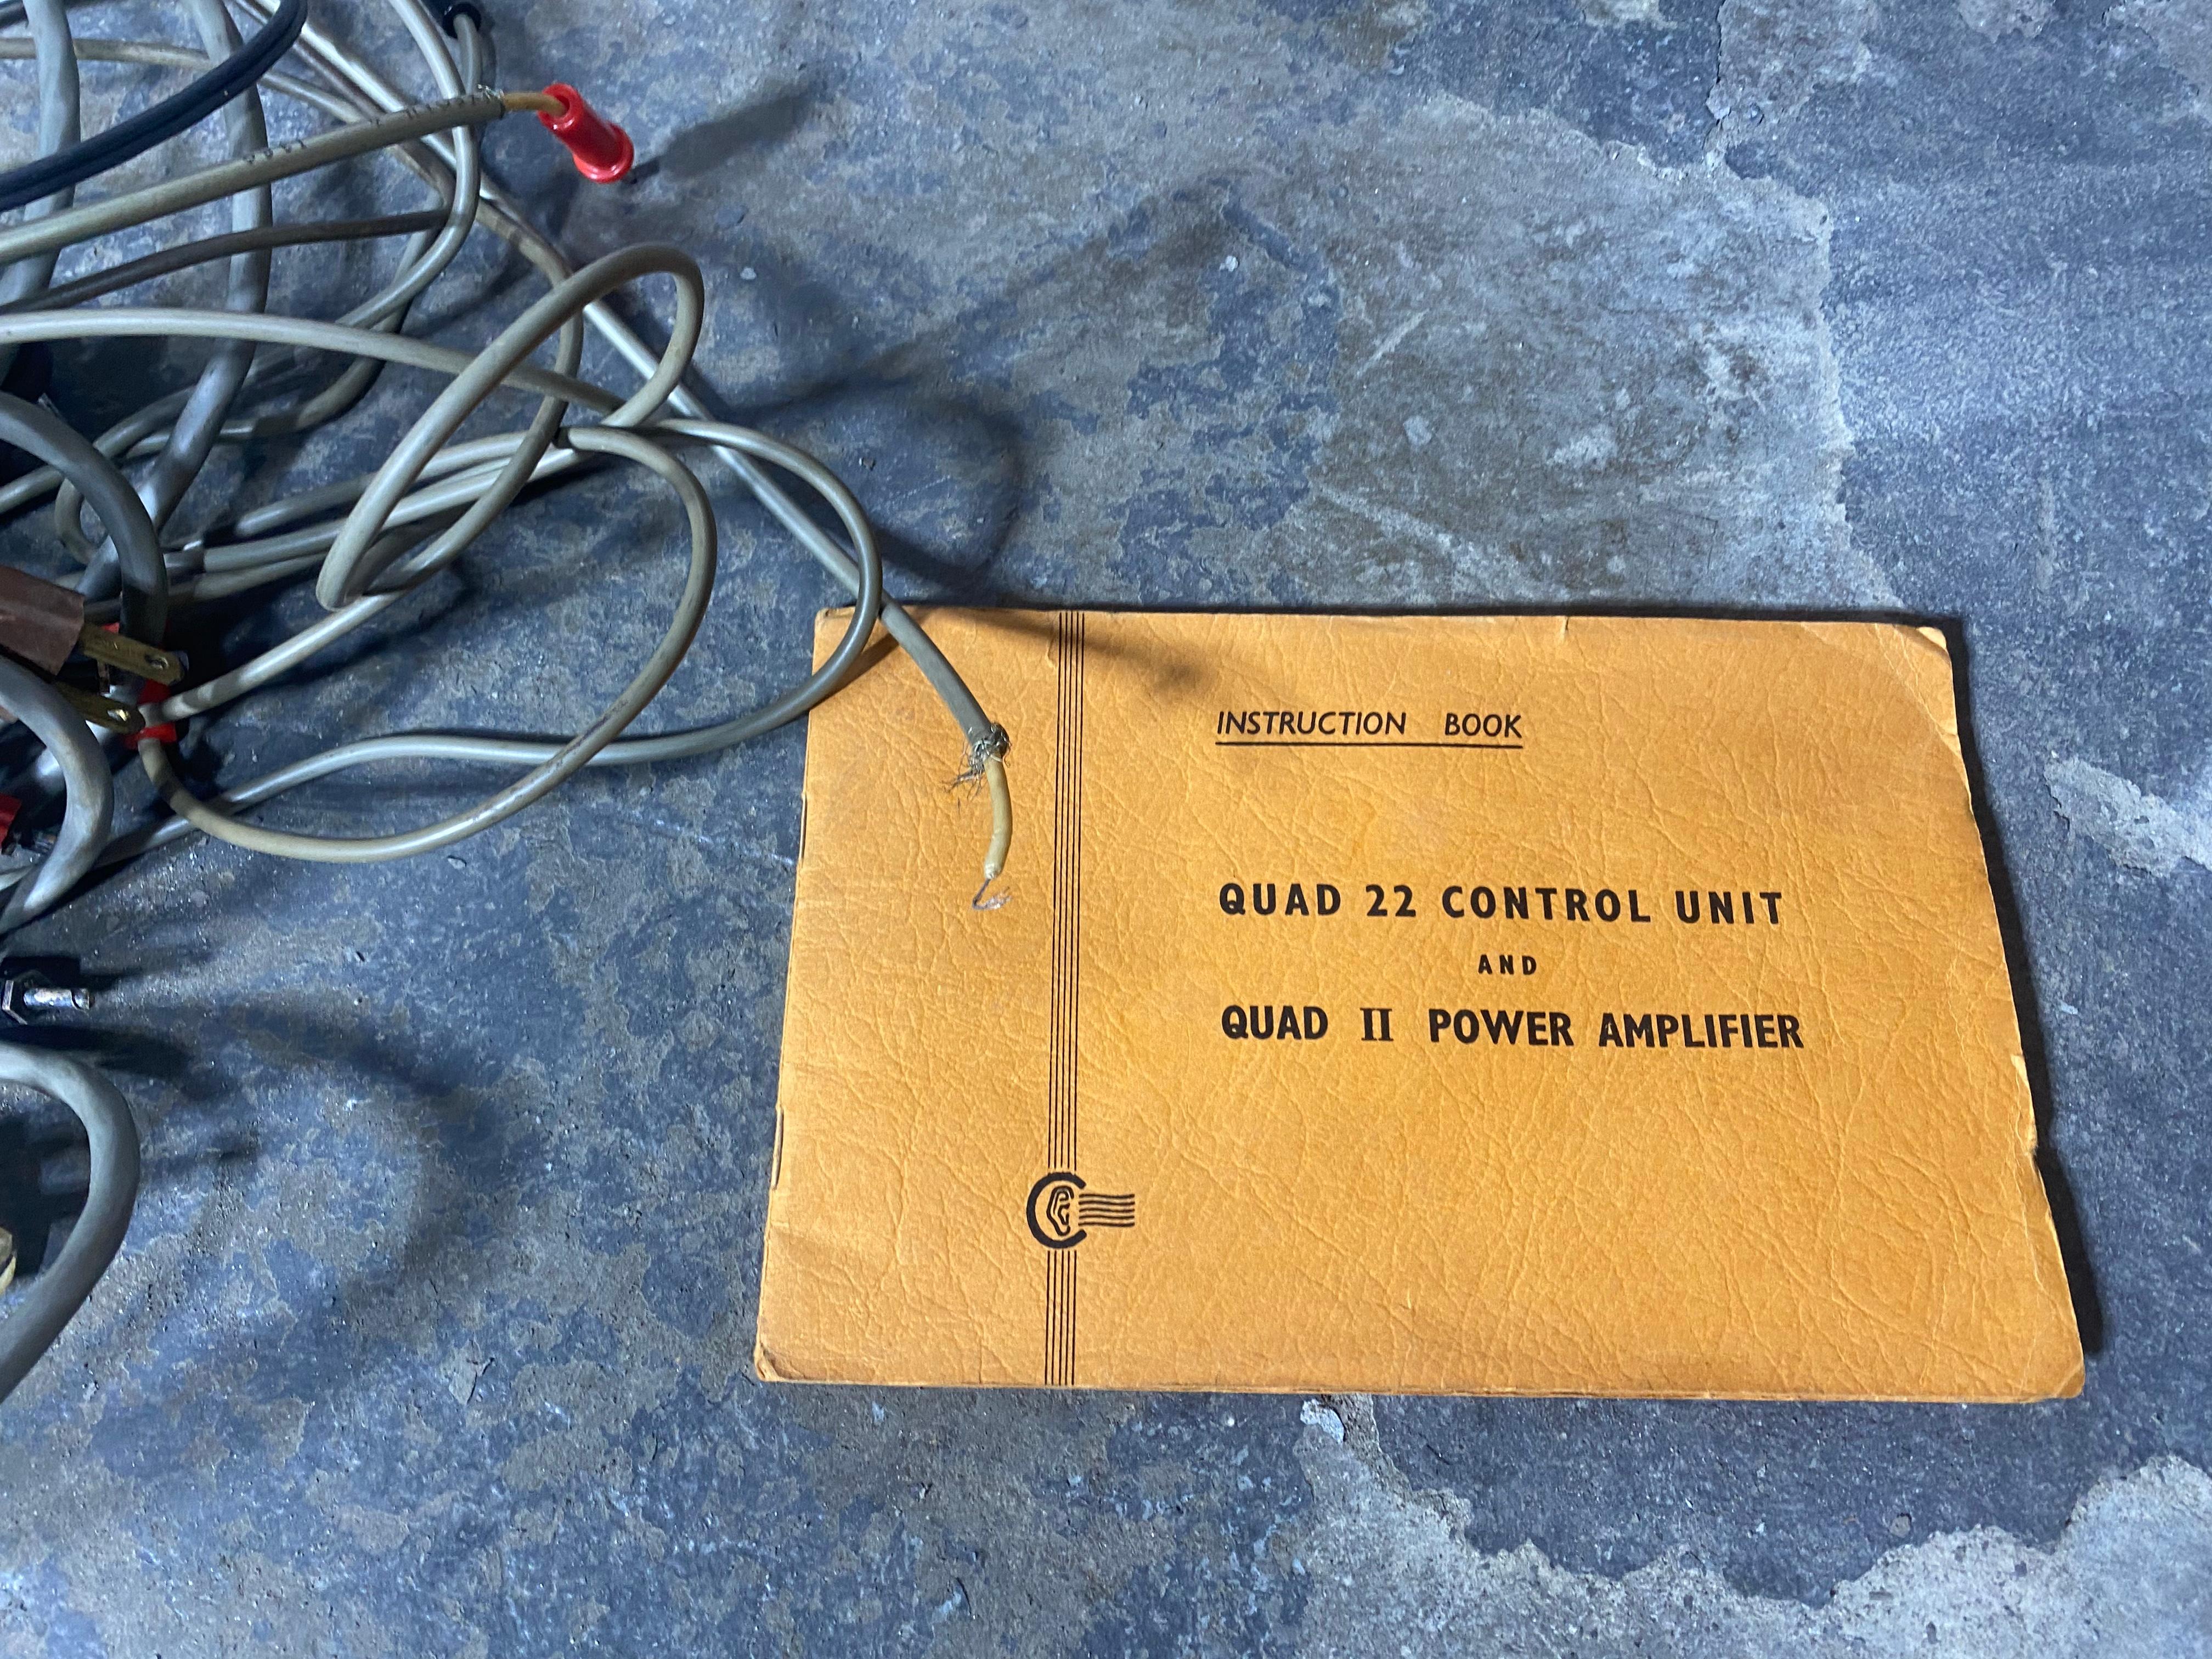 INSTRUCTION BOOK
QUAD 22 CONTROL UNIT
AND
QUAD II POWER AMPLIFIER